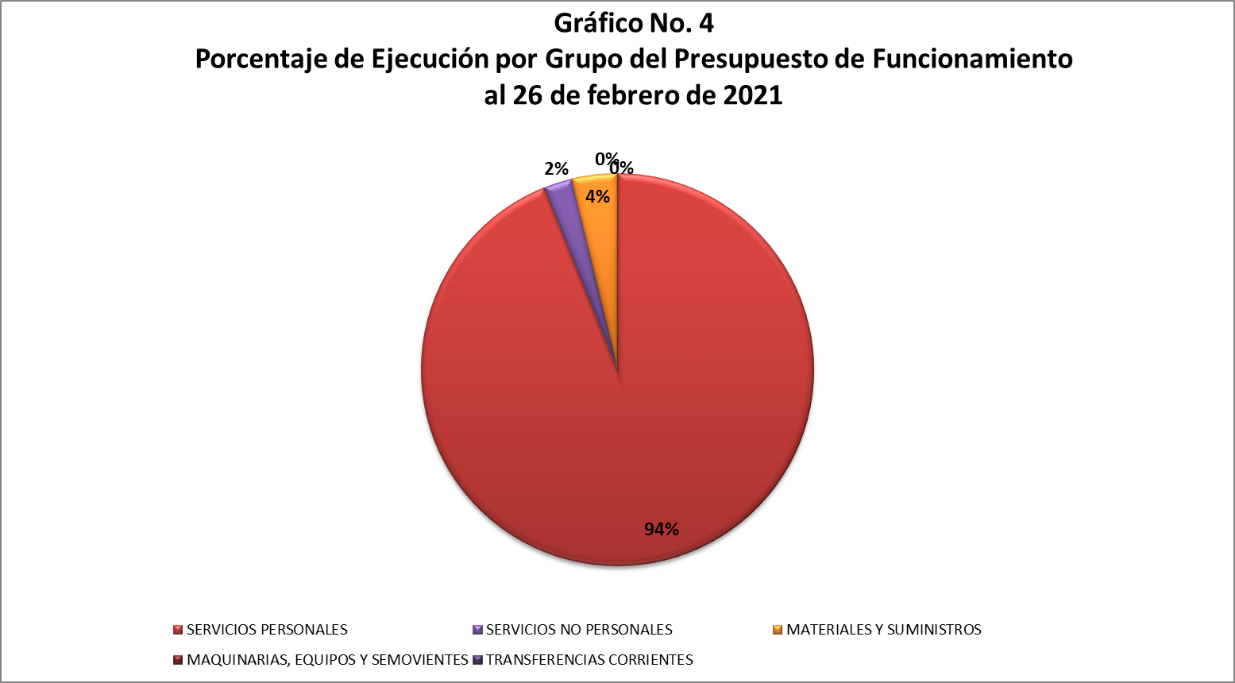 Gráfico No. 4
Porcentaje de Ejecución por Grupo del Presupuesto de Funcionamiento
al 26 de febrero de 2021
0%
0%
2%
4%
94%
SERVICIOS PERSONALES
SERVICIOS NO PERSONALES
MATERIALES Y SUMINISTROS
MAQUINARIAS, EQUIPOS Y SEMOVIENTES
TRANSFERENCIAS CORRIENTES